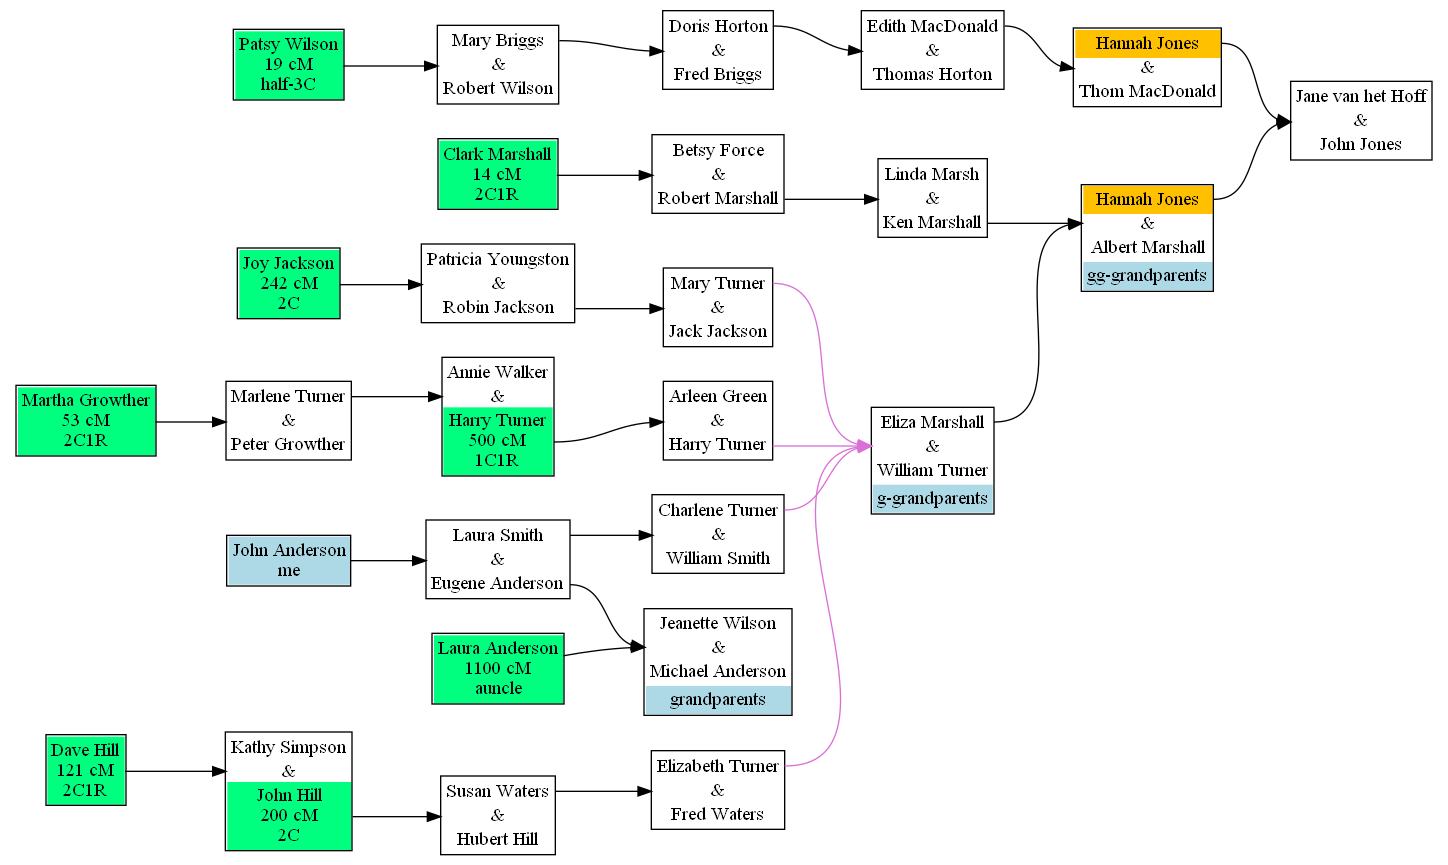 Patsy Wilson
19 cM
half-3C
Mary Briggs
&
Robert Wilson
Doris Horton
&
Fred Briggs
Edith MacDonald
&
Thomas Horton
Hannah Jones
&
Thom MacDonald
Jane van het Hoff
&
John Jones
Clark Marshall
14 cM
2C1R
Betsy Force
&
Robert Marshall
Linda Marsh
&
Ken Marshall
Hannah Jones
&
Albert Marshall
gg-grandparents
Joy Jackson
242 cM
2C
Patricia Youngston
&
Robin Jackson
Mary Turner
&
Jack Jackson
Martha Growther
53 cM
2C1R
Marlene Turner
&
Peter Growther
Annie Walker
&
Harry Turner
500 cM
1C1R
Arleen Green
&
Harry Turner
Eliza Marshall
&
William Turner
g-grandparents
John Anderson
me
Laura Smith
&
Eugene Anderson
Charlene Turner
&
William Smith
Laura Anderson
1100 cM
auncle
Jeanette Wilson
&
Michael Anderson
grandparents
Dave Hill
121 cM
2C1R
Kathy Simpson
&
John Hill
200 cM
2C
Susan Waters
&
Hubert Hill
Elizabeth Turner
&
Fred Waters